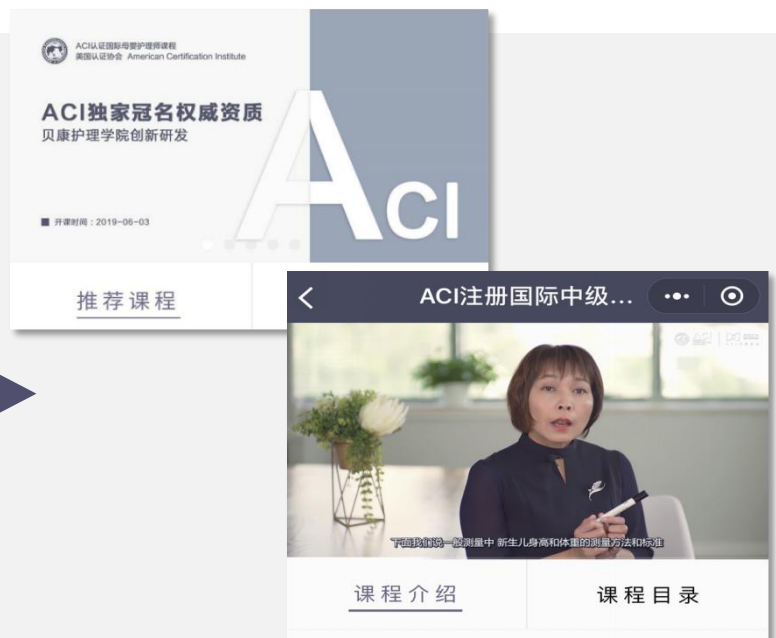 ACI认证国际母婴护理师课程
美国认证协会 American Certification Institute
ACI独家冠名权威资质
贝康护理学院创新研发
ACI
■ 开课时间：2019-06-03
推荐课程
ACI注册国际中级...
ACI
下面我们说一般测量中 新生儿身高和体重的测量方法和标准
课程介绍
课程目录